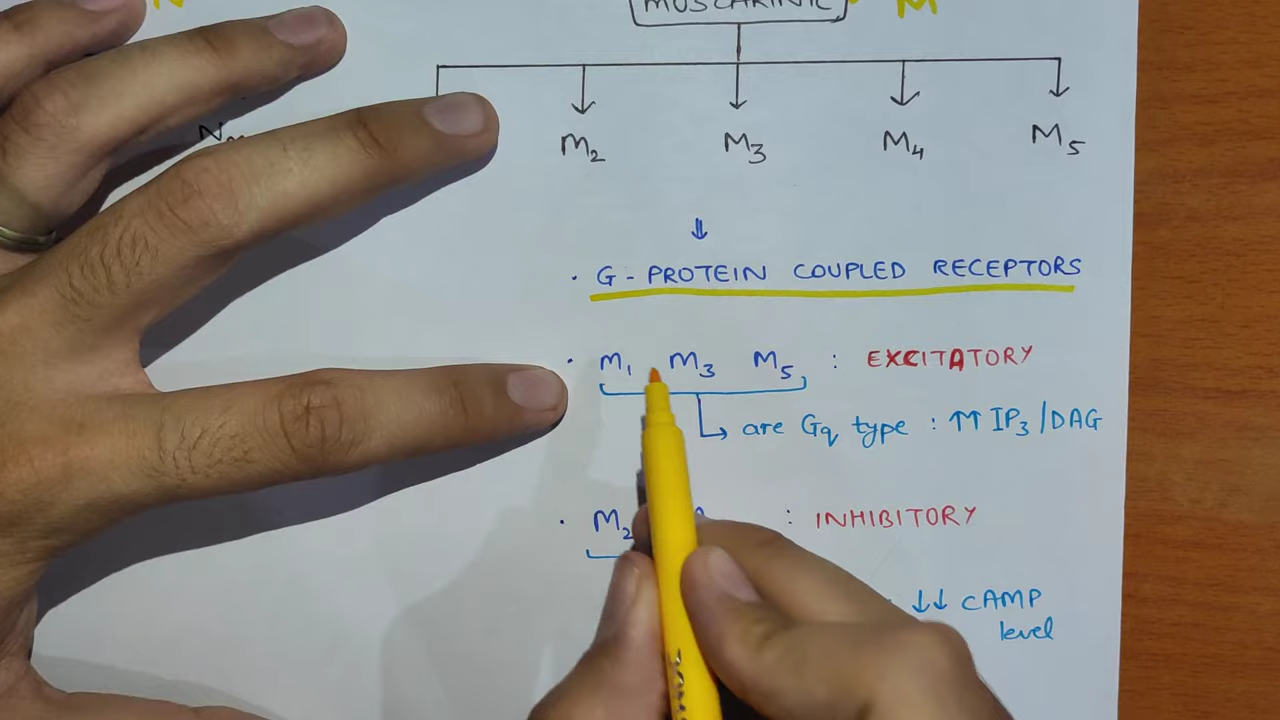 MUSCARINIC M
M2 M3 M4 M5
⇓
· G - PROTEIN COUPLED RECEPTORS
· M1 M3 M5 : EXCITATORY
↳ are Gq type : ↑↑ IP3/DAG
· M2 : INHIBITORY
↓↓ CAMP
level